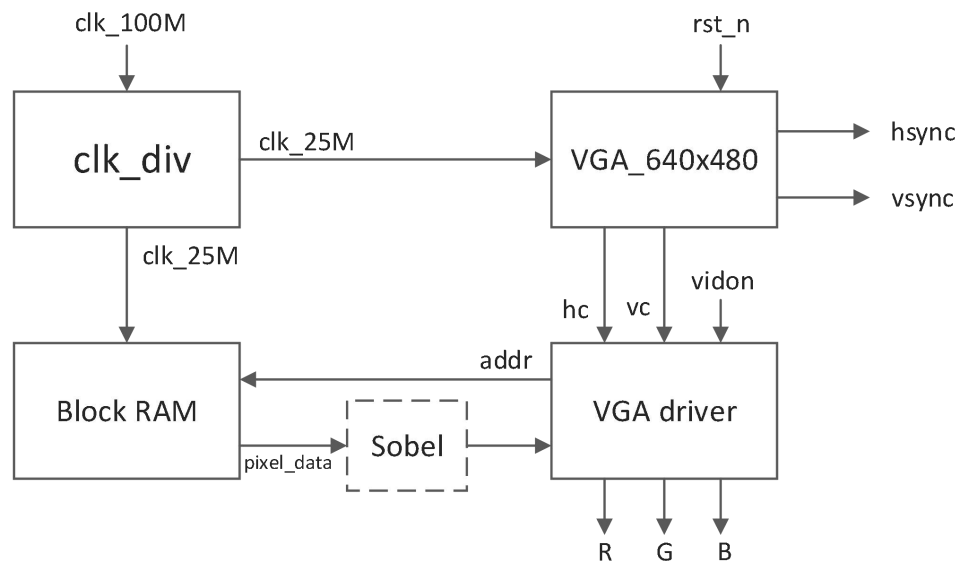 clk_100M
rst_n
clk_div
clk_25M
VGA_640x480
hsync
vsync
clk_25M
hc
vc
vidon
addr
Block RAM
pixel_data
Sobel
VGA driver
R
G
B